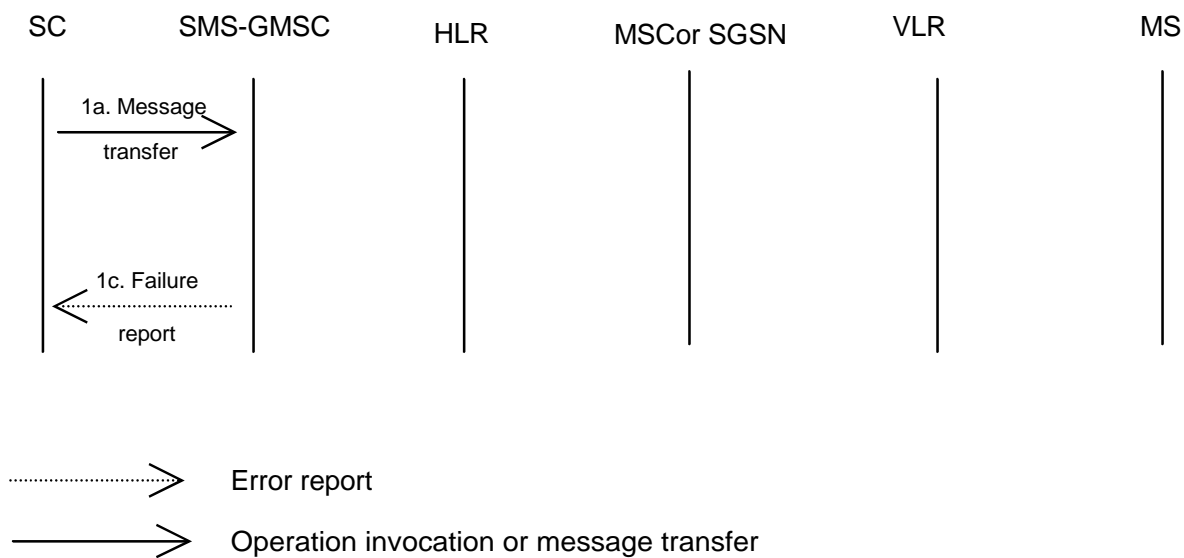 SC SMS-GMSC HLR MSCor SGSN VLR MS
1a. Message
transfer
1c. Failure
report
Error report
Operation invocation or message transfer